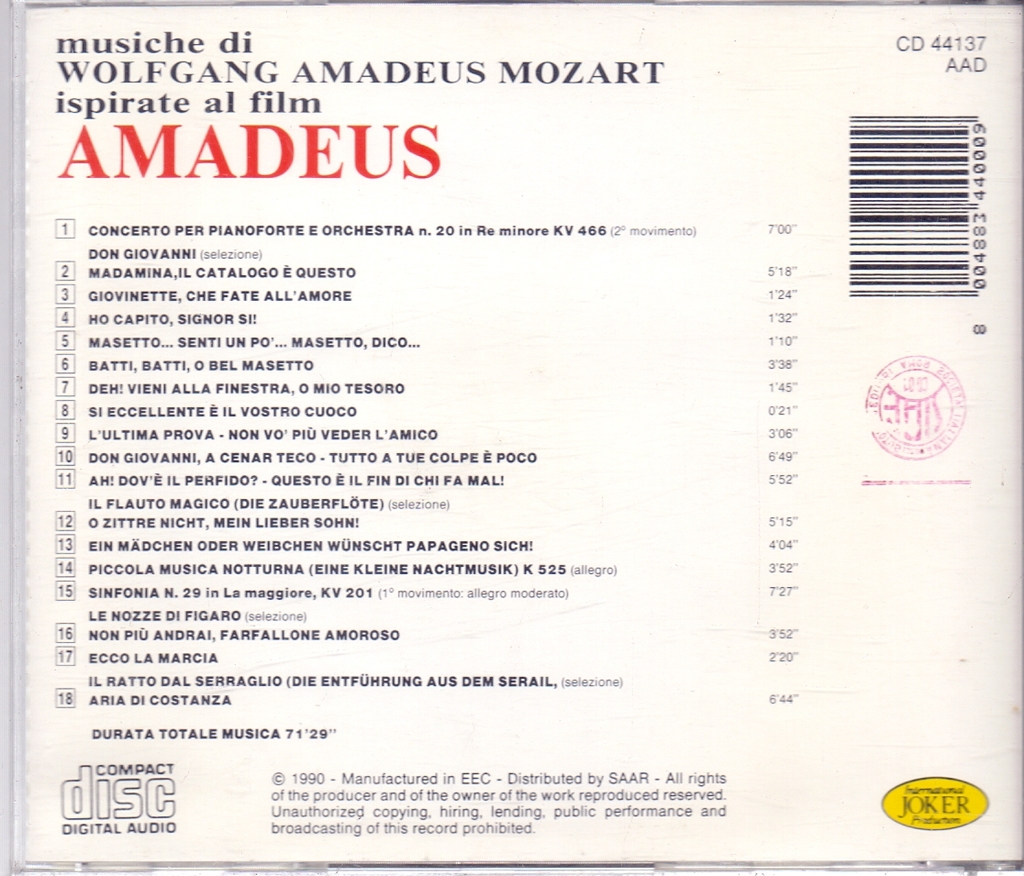 musiche di
WOLFGANG AMADEUS MOZART
ispirate al film
AMADEUS
CD 44137
AAD
004883440009
8
1 CONCERTO PER PIANOFORTE E ORCHESTRA n. 20 in Re minore KV 466 (2º movimento) 7'00"
DON GIOVANNI (selezione)
2 MADAMINA,IL CATALOGO È QUESTO 5'18"
3 GIOVINETTE, CHE FATE ALL'AMORE 1'24"
4 HO CAPITO, SIGNOR SI! 1'32"
5 MASETTO... SENTI UN PO'... MASETTO, DICO... 1'10"
6 BATTI, BATTI, O BEL MASETTO 3'38"
7 DEH! VIENI ALLA FINESTRA, O MIO TESORO 1'45"
8 SI ECCELLENTE È IL VOSTRO CUOCO 0'21"
9 L'ULTIMA PROVA - NON VO' PIÙ VEDER L'AMICO 3'06"
10 DON GIOVANNI, A CENAR TECO - TUTTO A TUE COLPE È POCO 6'49"
11 AH! DOV'È IL PERFIDO? - QUESTO È IL FIN DI CHI FA MAL! 5'52"
IL FLAUTO MAGICO (DIE ZAUBERFLÖTE) (selezione)
12 O ZITTRE NICHT, MEIN LIEBER SOHN! 5'15"
13 EIN MÄDCHEN ODER WEIBCHEN WÜNSCHT PAPAGENO SICH! 4'04"
14 PICCOLA MUSICA NOTTURNA (EINE KLEINE NACHTMUSIK) K 525 (allegro) 3'52"
15 SINFONIA N. 29 in La maggiore, KV 201 (1º movimento: allegro moderato) 7'27"
LE NOZZE DI FIGARO (selezione)
16 NON PIÙ ANDRAI, FARFALLONE AMOROSO 3'52"
17 ECCO LA MARCIA 2'20"
IL RATTO DAL SERRAGLIO (DIE ENTFÜHRUNG AUS DEM SERAIL, (selezione)
18 ARIA DI COSTANZA 6'44"
DURATA TOTALE MUSICA 71'29"
COMPACT
disc
DIGITAL AUDIO
© 1990 - Manufactured in EEC - Distributed by SAAR - All rights
of the producer and of the owner of the work reproduced reserved.
Unauthorized copying, hiring, lending, public performance and
broadcasting of this record prohibited.
International
JOKER
Production
SIAE